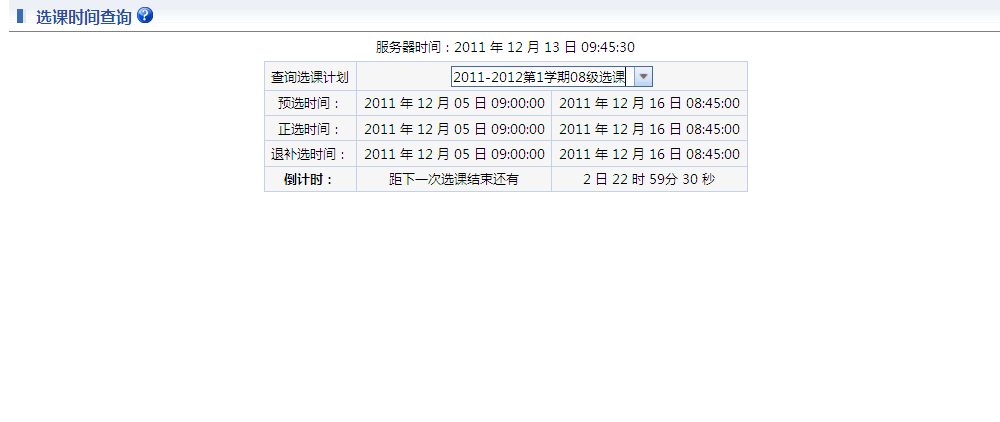 选课时间查询
服务器时间：2011 年 12 月 13 日 09:45:30
查询选课计划 2011-2012第1学期08级选课
预选时间： 2011 年 12 月 05 日 09:00:00 2011 年 12 月 16 日 08:45:00
正选时间： 2011 年 12 月 05 日 09:00:00 2011 年 12 月 16 日 08:45:00
退补选时间： 2011 年 12 月 05 日 09:00:00 2011 年 12 月 16 日 08:45:00
倒计时： 距下一次选课结束还有 2 日 22 时 59分 30 秒